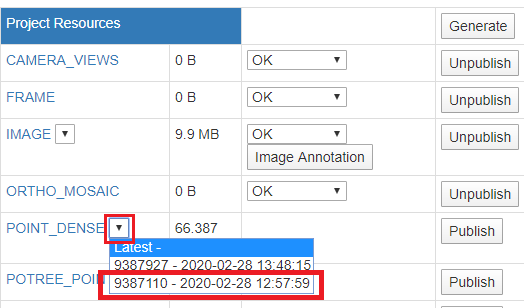 Project Resources Generate
CAMERA_VIEWS 0 B OK Unpublish
FRAME 0 B OK Unpublish
IMAGE 9.9 MB OK Unpublish
Image Annotation
ORTHO_MOSAIC 0 B OK Unpublish
POINT_DENSE 66.387 Publish
Latest -
9387927 - 2020-02-28 13:48:15
POTREE_POIN Publish
9387110 - 2020-02-28 12:57:59